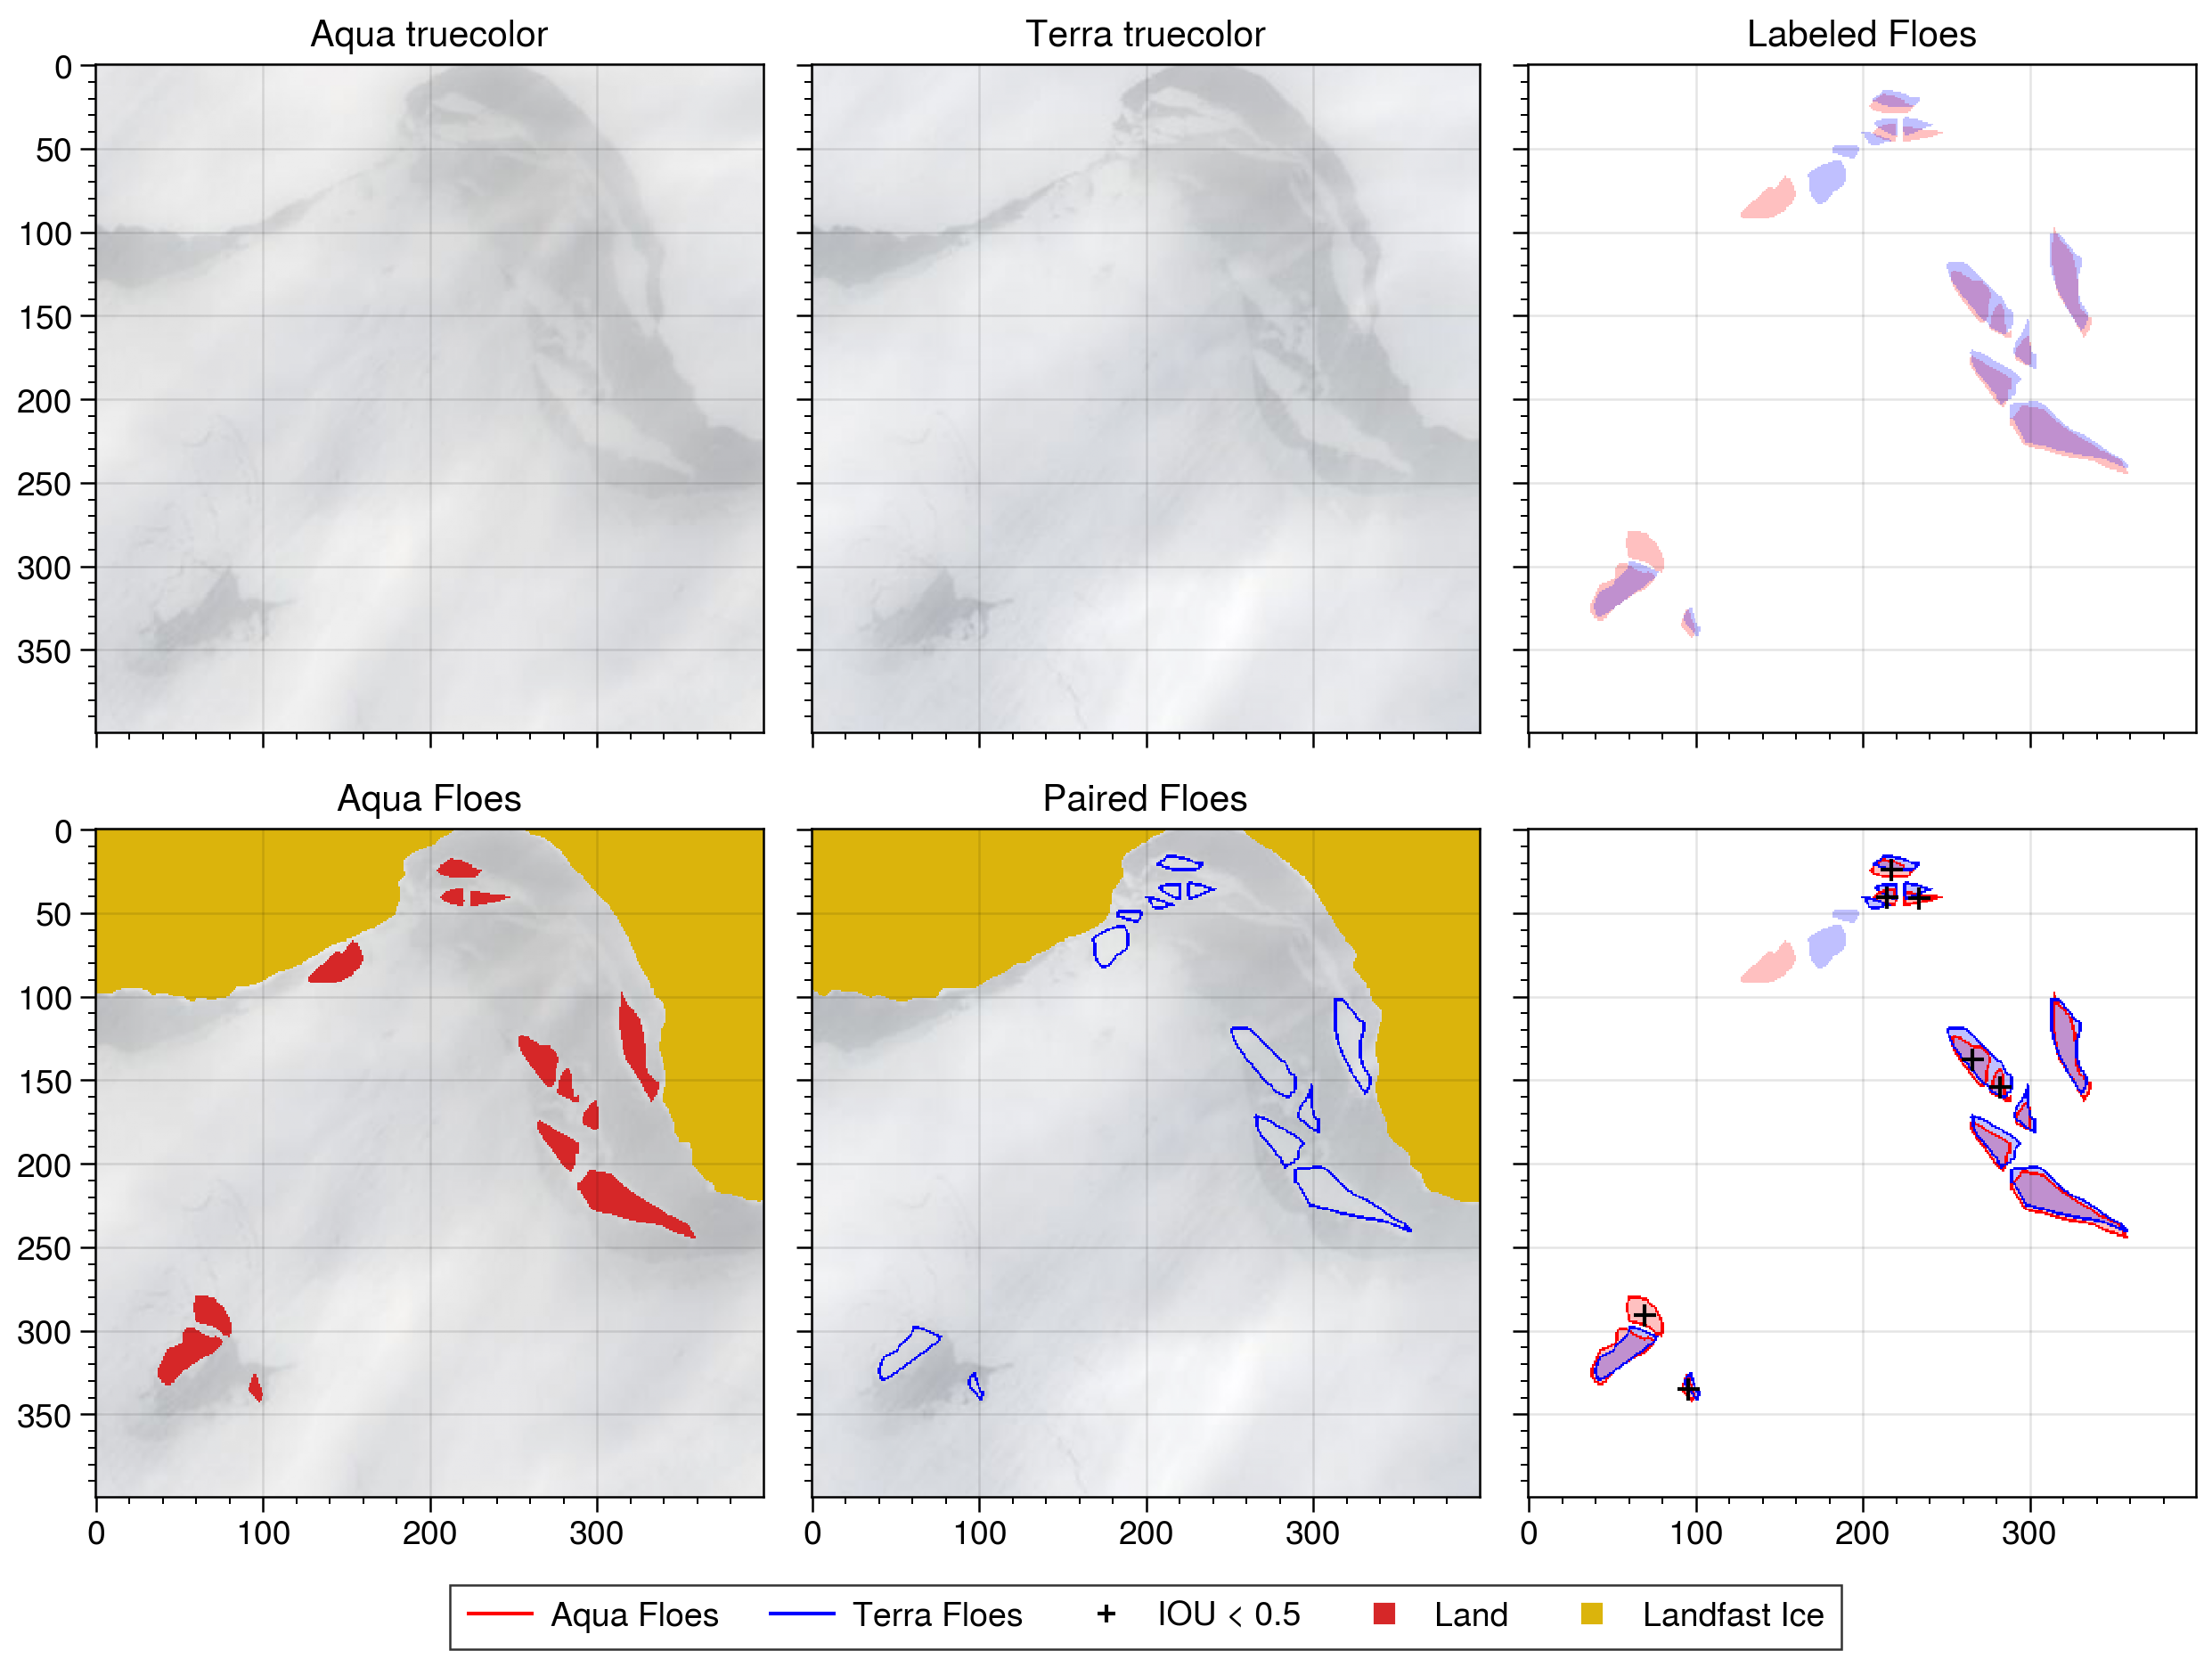 Aqua truecolor
Terra truecolor
Labeled Floes
0
50
100
150
200
250
300
350
Aqua Floes
Paired Floes
0
50
100
150
200
250
300
350
0 100 200 300
0 100 200 300
0 100 200 300
Aqua Floes Terra Floes IOU < 0.5 Land Landfast Ice